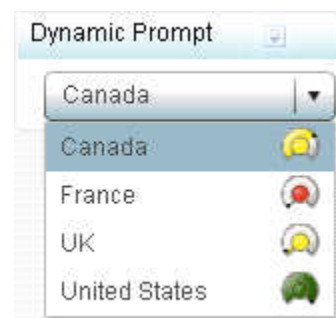 Dynamic Prompt
Canada
Canada
France
UK
United States